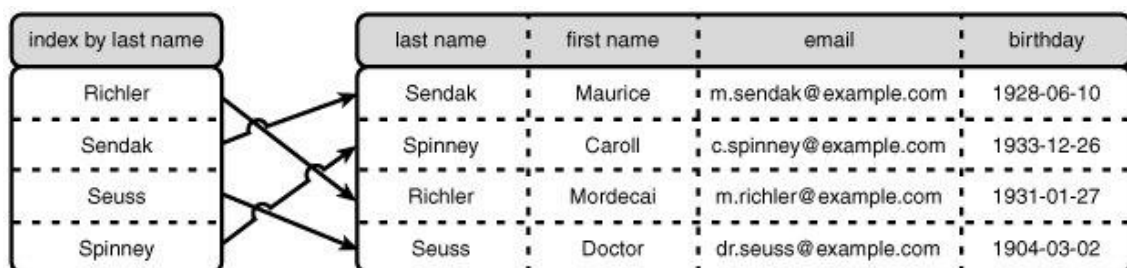 index by last name
Richler
Sendak
Seuss
Spinney
last name first name email birthday
Sendak Maurice m.sendak@example.com 1928-06-10
Spinney Caroll c.spinney@example.com 1933-12-26
Richler Mordecai m.richler@example.com 1931-01-27
Seuss Doctor dr.seuss@example.com 1904-03-02